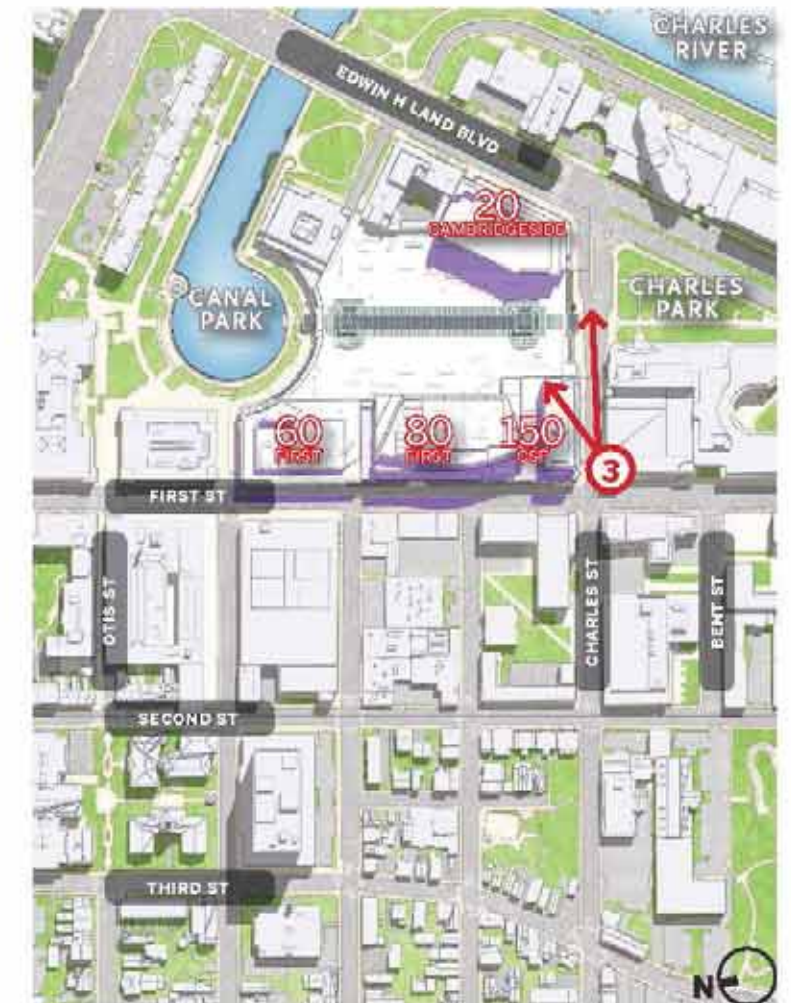 CHARLES
RIVER
EDWIN H LAND BLVD
20
CAMBRIDGESIDE
CANAL
PARK
CHARLES
PARK
60
FIRST
80
FIRST
150
CSP
3
FIRST ST
OTIS ST
CHARLES ST
BENT ST
SECOND ST
THIRD ST
N